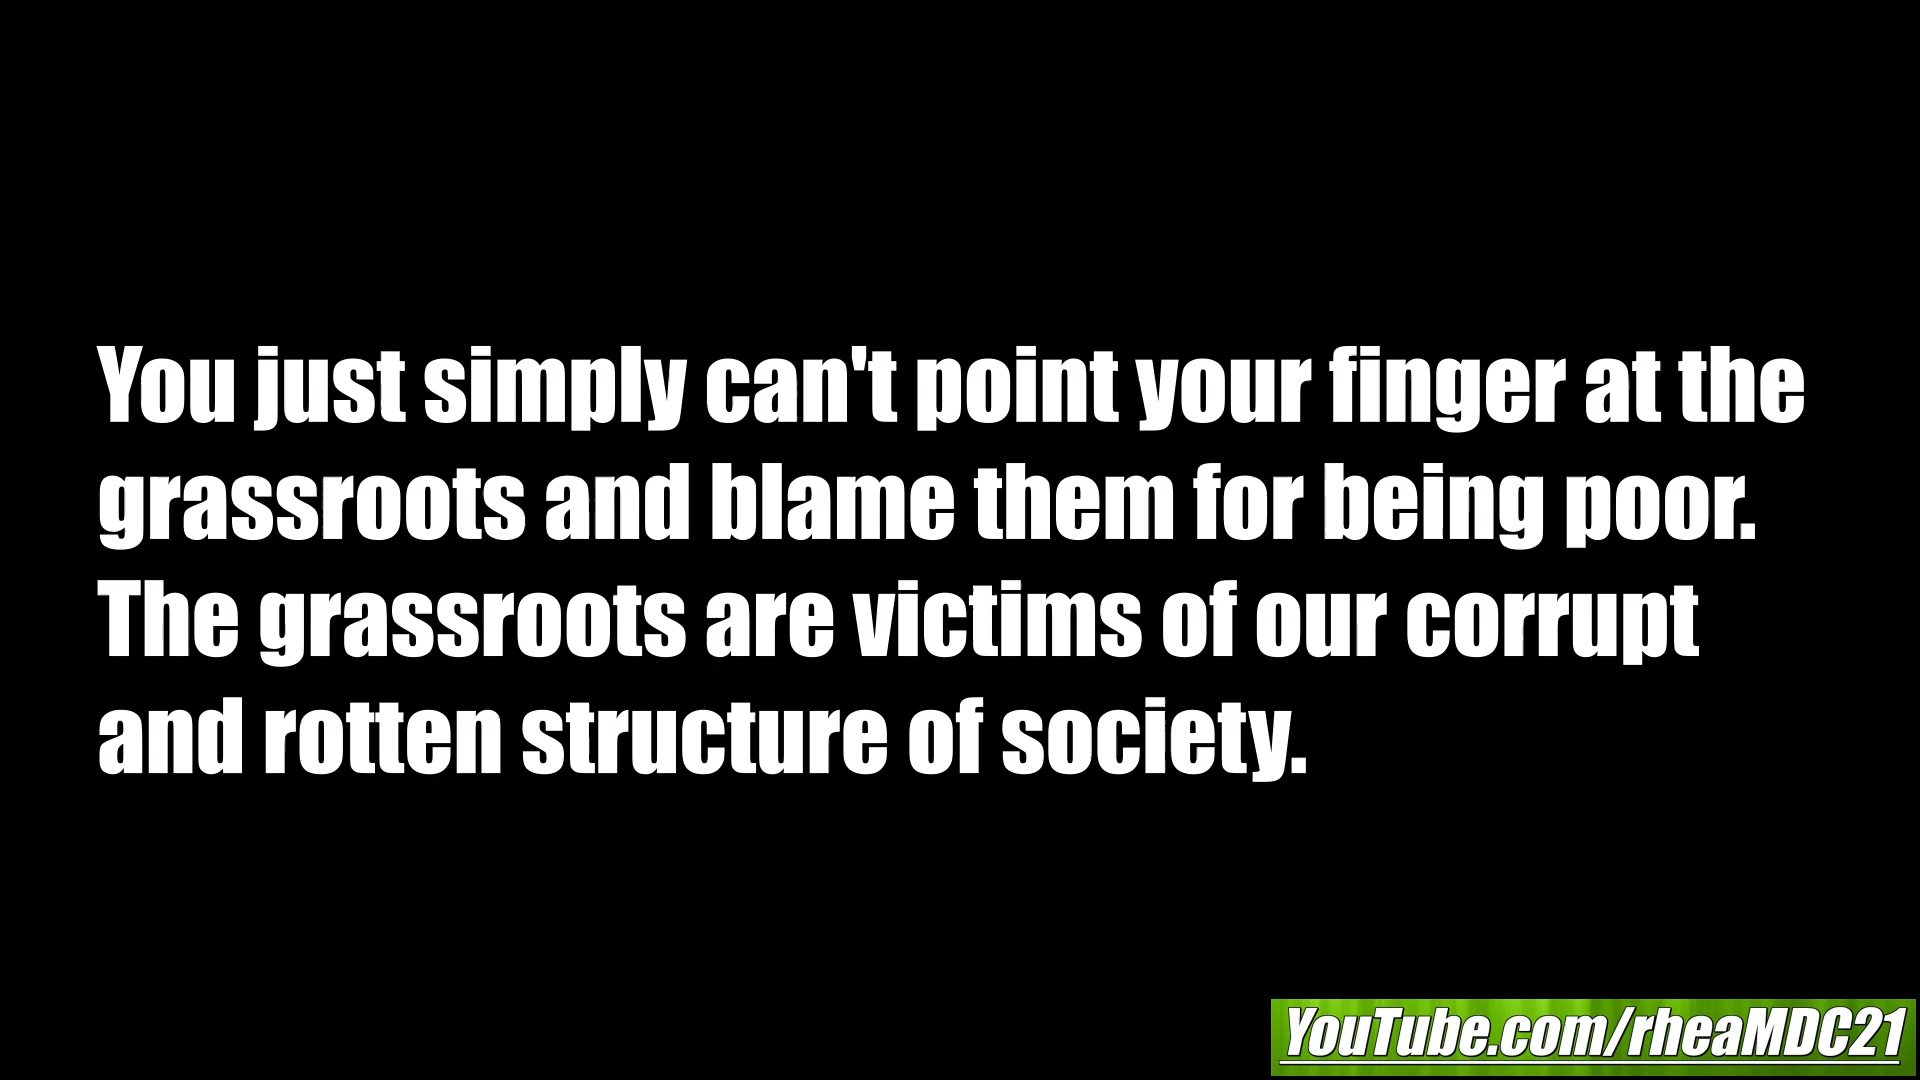 You just simply can't point your finger at the
grassroots and blame them for being poor.
The grassroots are victims of our corrupt
and rotten structure of society.
YouTube.com/rheaMDC21